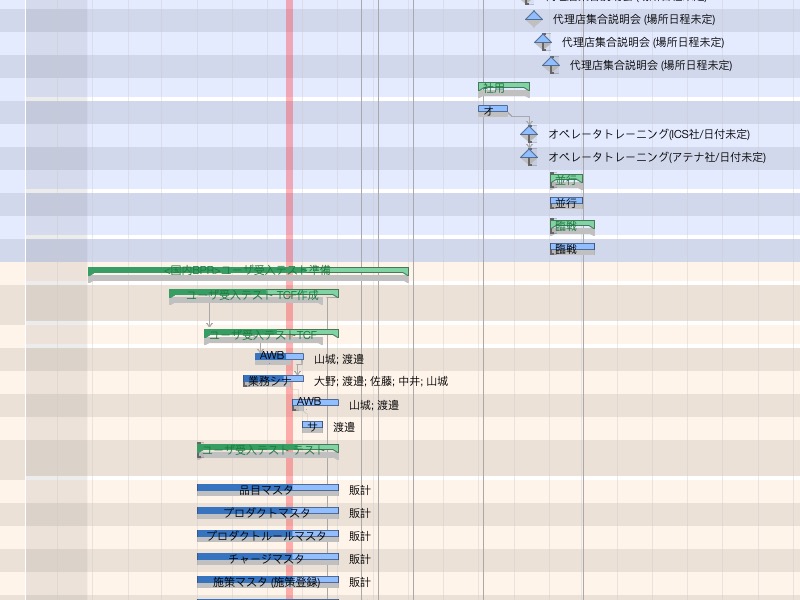 代理店集合説明会 (場所日程未定)
代理店集合説明会 (場所日程未定)
代理店集合説明会 (場所日程未定)
社用
オ
オペレータトレーニング(ICS社/日付未定)
オペレータトレーニング(アテナ社/日付未定)
並行
並行
臨戦
臨戦
<国内BPR>ユーザ受入テスト準備
ユーザ受入テスト TCF作成
ユーザ受入テストTCF
AWB 山城; 渡邉
業務シナ 大野; 渡邉; 佐藤; 中井; 山城
AWB 山城; 渡邉
サ 渡邉
ユーザ受入テスト テスト
品目マスタ 販計
プロダクトマスタ 販計
プロダクトルールマスタ 販計
チャージマスタ 販計
施策マスタ (施策登録) 販計